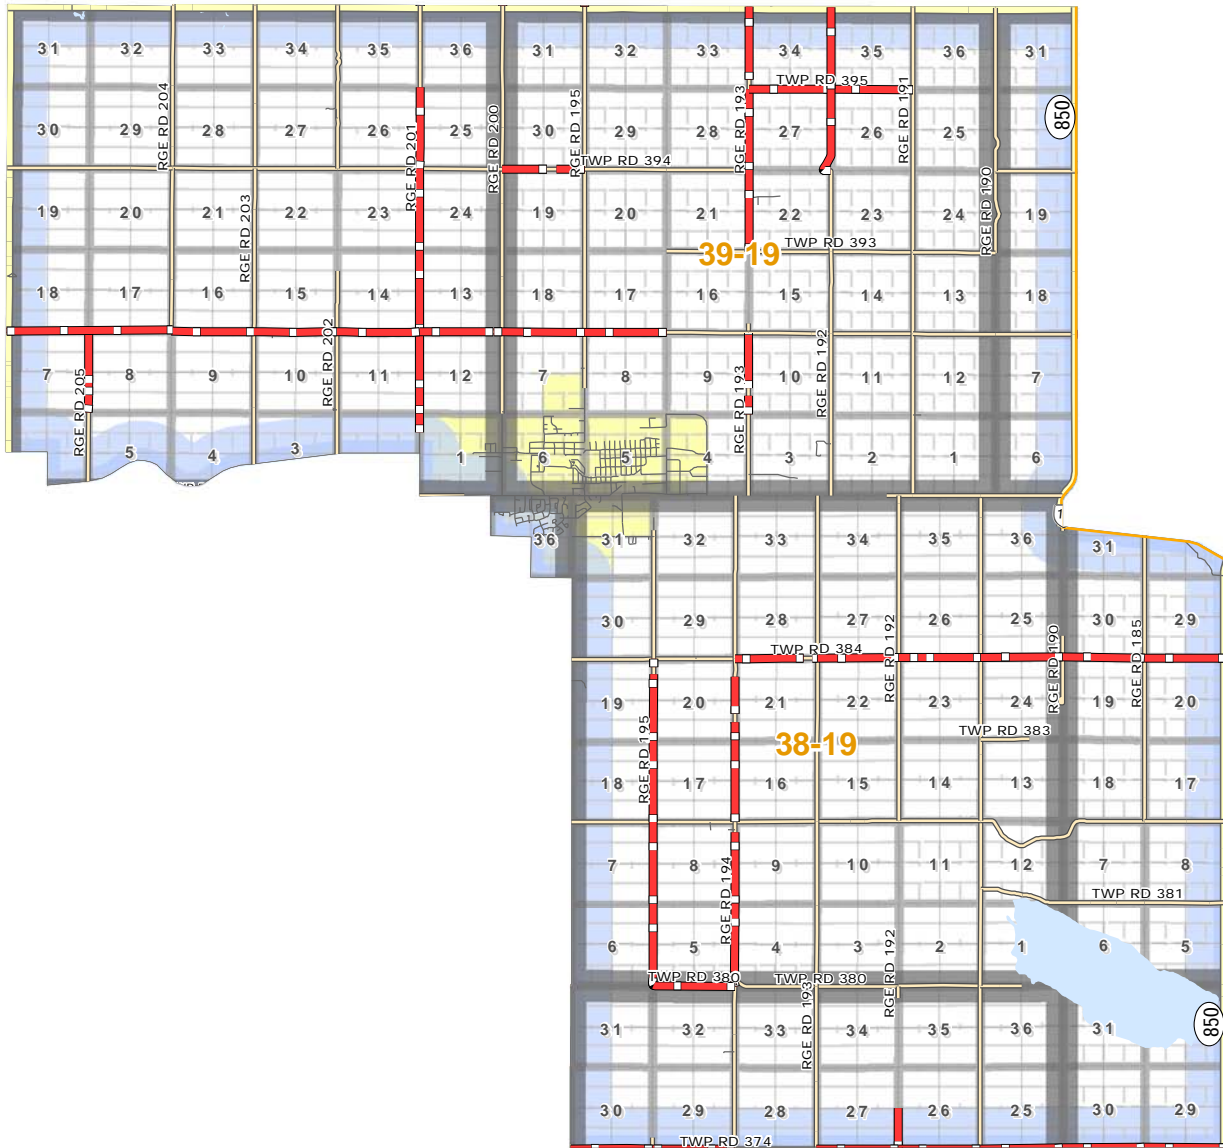 31 32 33 34 35 36 31 32 33 34 35 36 31
TWP RD 395
RGE RD 204
RGE RD 201
RGE RD 200
RGE RD 195
RGE RD 193
RGE RD 191
850
30 29 28 27 26 25 30 29 28 27 26 25
TWP RD 394
RGE RD 203
RGE RD 190
19 20 21 22 23 24 19 20 21 22 23 24 19
TWP RD 393
39-19
18 17 16 15 14 13 18 17 16 15 14 13 18
RGE RD 202
RGE RD 192
RGE RD 205
RGE RD 193
7 8 9 10 11 12 7 8 9 10 11 12 7
5 4 3 1 6 5 4 3 2 1 6
1
36 31 32 33 34 35 36 31
30 29 28 27 26 25 30 29
RGE RD 192
RGE RD 190
RGE RD 185
TWP RD 384
19 20 21 22 23 24 19 20
RGE RD 195
TWP RD 383
38-19
18 17 16 15 14 13 18 17
7 8 9 10 11 12 7 8
RGE RD 194
TWP RD 381
6 5 4 3 2 1 6 5
RGE RD 192
TWP RD 380
TWP RD 380
RGE RD 193
31 32 33 34 35 36 31
850
30 29 28 27 26 25 30 29
TWP RD 374